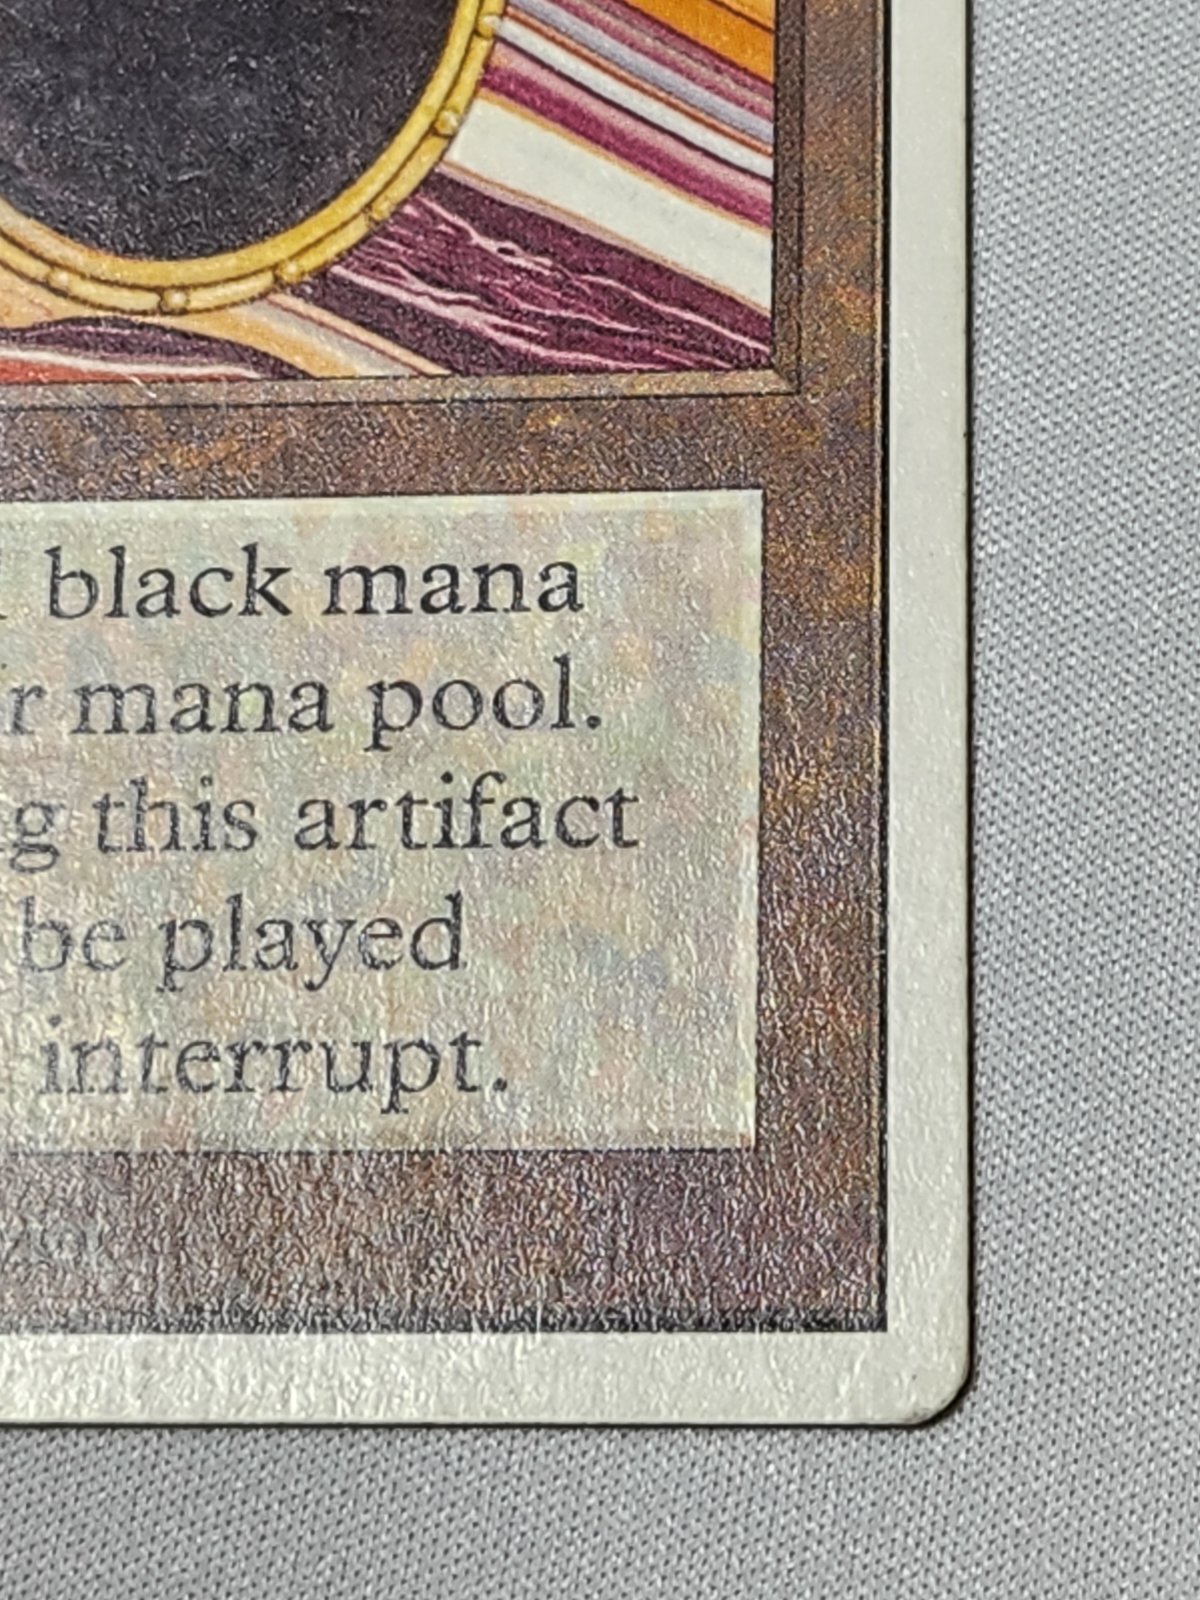 black mana
r mana pool.
g this artifact
be played
interrupt.